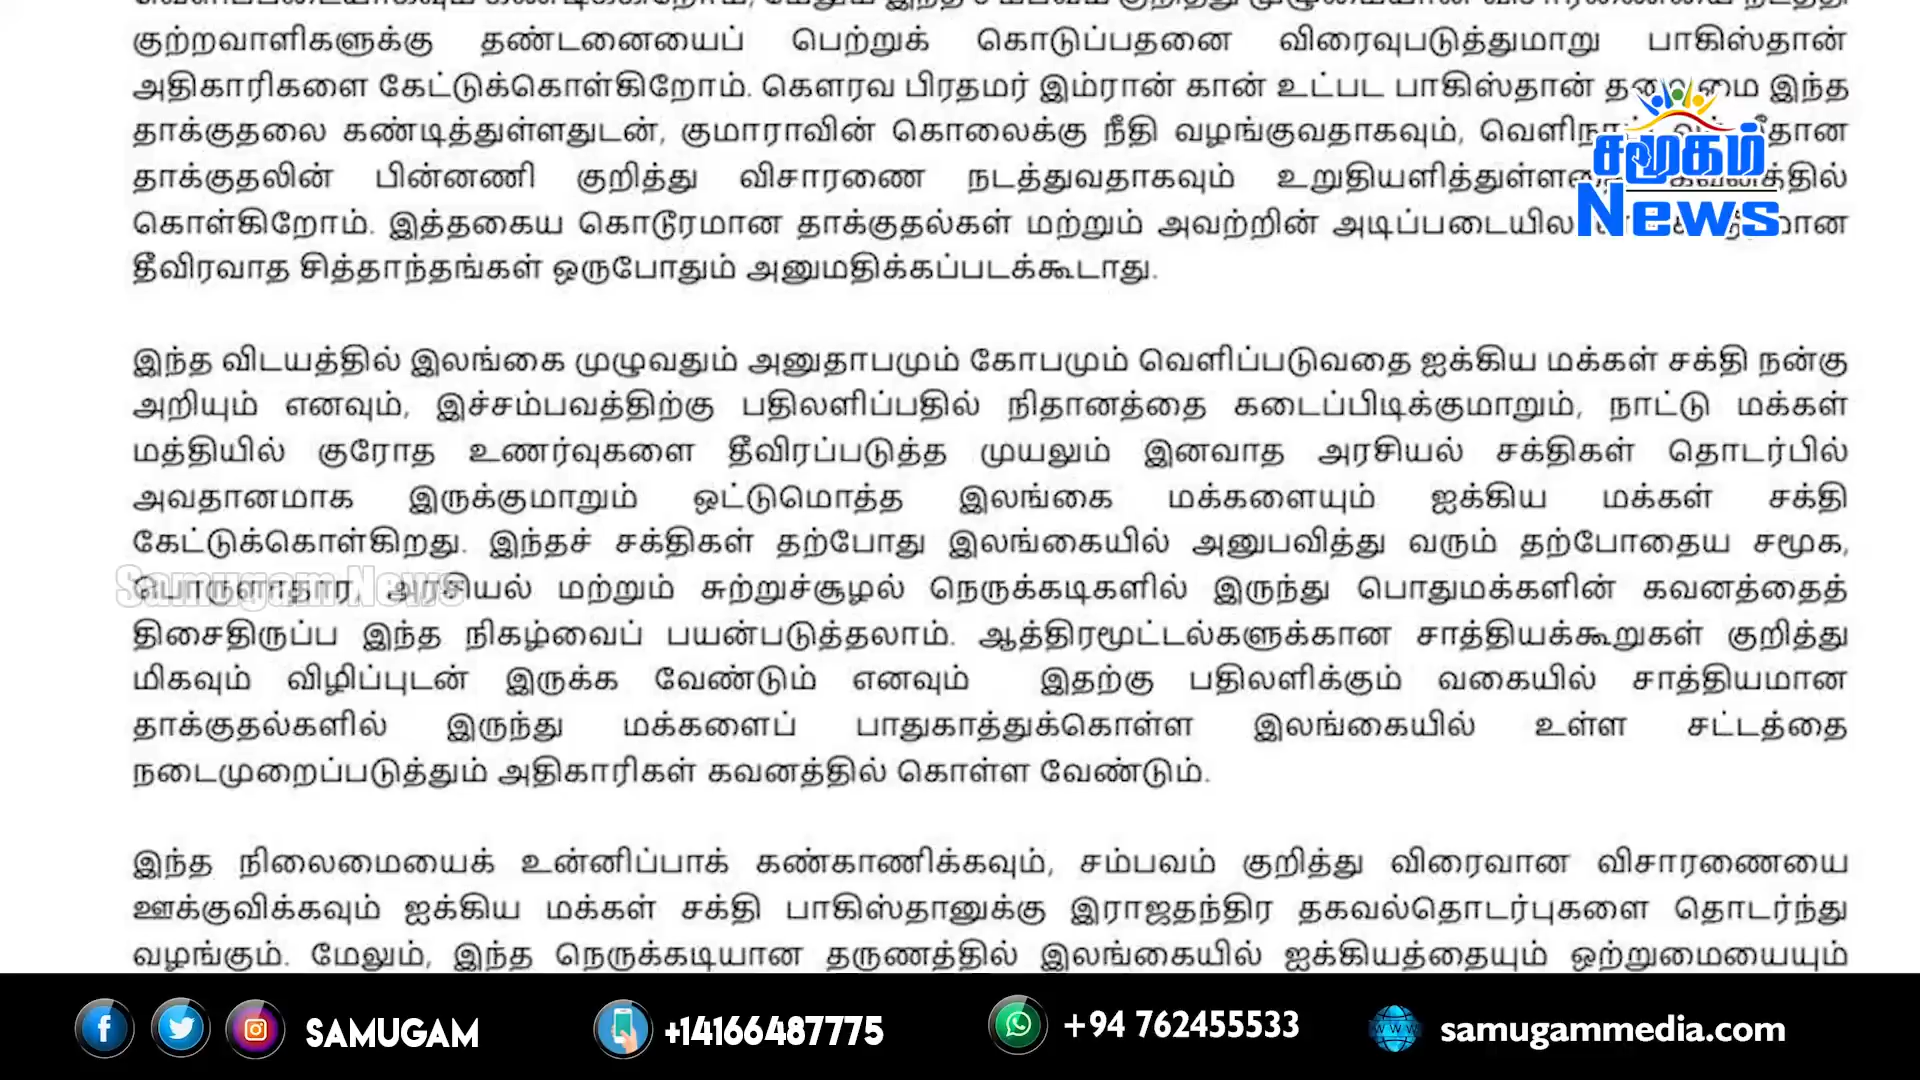 குற்றவாளிகளுக்கு தண்டனையைப் பெற்றுக் கொடுப்பதனை விரைவுபடுத்துமாறு பாகிஸ்தான்
அதிகாரிகளை கேட்டுக்கொள்கிறோம். கௌரவ பிரதமர் இம்ரான் கான் உட்பட பாகிஸ்தான் தலைமை இந்த
தாக்குதலை கண்டித்துள்ளதுடன், குமாராவின் கொலைக்கு நீதி வழங்குவதாகவும்,
தாக்குதலின் பின்னணி குறித்து விசாரணை நடத்துவதாகவும்
கொள்கிறோம். இத்தகைய கொடூரமான தாக்குதல்கள் மற்றும் அவற்றின்
தீவிரவாத சித்தாந்தங்கள் ஒருபோதும் அனுமதிக்கப்படக்கூடாது.
சமூகம்
News
இந்த விடயத்தில் இலங்கை முழுவதும் அனுதாபமும் கோபமும் வெளிப்படுவதை ஐக்கிய மக்கள் சக்தி நன்கு
அறியும் எனவும், இச்சம்பவத்திற்கு பதிலளிப்பதில் நிதானத்தை கடைப்பிடிக்குமாறும், நாட்டு மக்கள்
மத்தியில் குரோத உணர்வுகளை தீவிரப்படுத்த முயலும் இனவாத அரசியல் சக்திகள் தொடர்பில்
அவதானமாக இருக்குமாறும் ஒட்டுமொத்த இலங்கை மக்களையும் ஐக்கிய மக்கள் சக்தி
கேட்டுக்கொள்கிறது. இந்தச் சக்திகள் தற்போது இலங்கையில் அனுபவித்து வரும் தற்போதைய சமூக,
பொருளாதார, அரசியல் மற்றும் சுற்றுச்சூழல் நெருக்கடிகளில் இருந்து பொதுமக்களின் கவனத்தைத்
Samugam News
திசைதிருப்ப இந்த நிகழ்வைப் பயன்படுத்தலாம். ஆத்திரமூட்டல்களுக்கான சாத்தியக்கூறுகள் குறித்து
மிகவும் விழிப்புடன் இருக்க வேண்டும் எனவும் இதற்கு பதிலளிக்கும் வகையில் சாத்தியமான
தாக்குதல்களில் இருந்து மக்களைப் பாதுகாத்துக்கொள்ள இலங்கையில் உள்ள சட்டத்தை
நடைமுறைப்படுத்தும் அதிகாரிகள் கவனத்தில் கொள்ள வேண்டும்.
இந்த நிலைமையைக் உன்னிப்பாக் கண்காணிக்கவும், சம்பவம் குறித்து விரைவான விசாரணையை
ஊக்குவிக்கவும் ஐக்கிய மக்கள் சக்தி பாகிஸ்தானுக்கு இராஜதந்திர தகவல்தொடர்புகளை தொடர்ந்து
வழங்கும். மேலும், இந்த நெருக்கடியான தருணத்தில் இலங்கையில் ஐக்கியத்தையும் ஒற்றுமையையும்
SAMUGAM +14166487775 +94 762455533 samugammedia.com